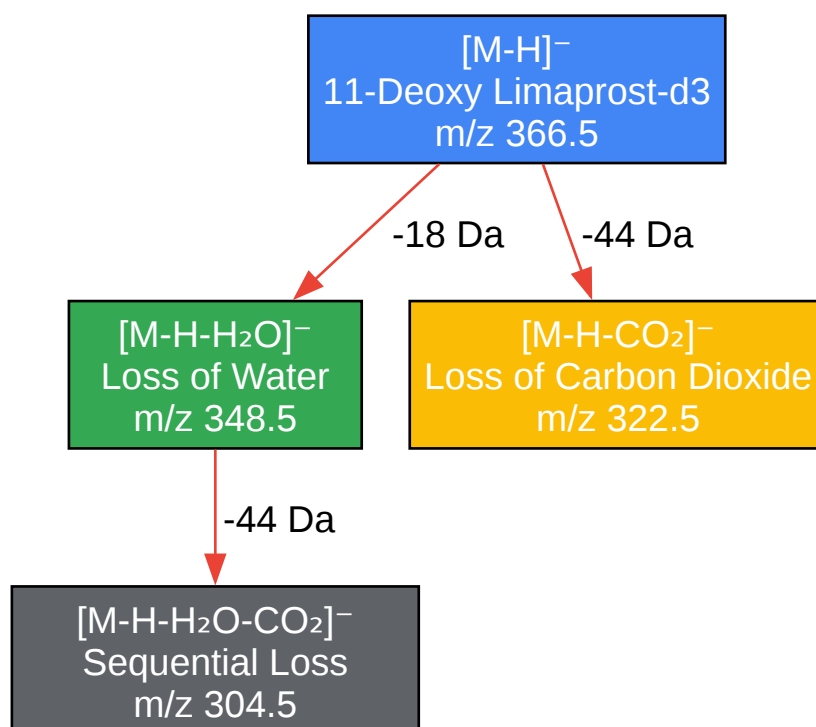 [M-H]⁻
11-Deoxy Limaprost-d3
m/z 366.5
-18 Da
-44 Da
[M-H-H₂O]⁻
Loss of Water
m/z 348.5
[M-H-CO₂]⁻
Loss of Carbon Dioxide
m/z 322.5
-44 Da
[M-H-H₂O-CO₂]⁻
Sequential Loss
m/z 304.5